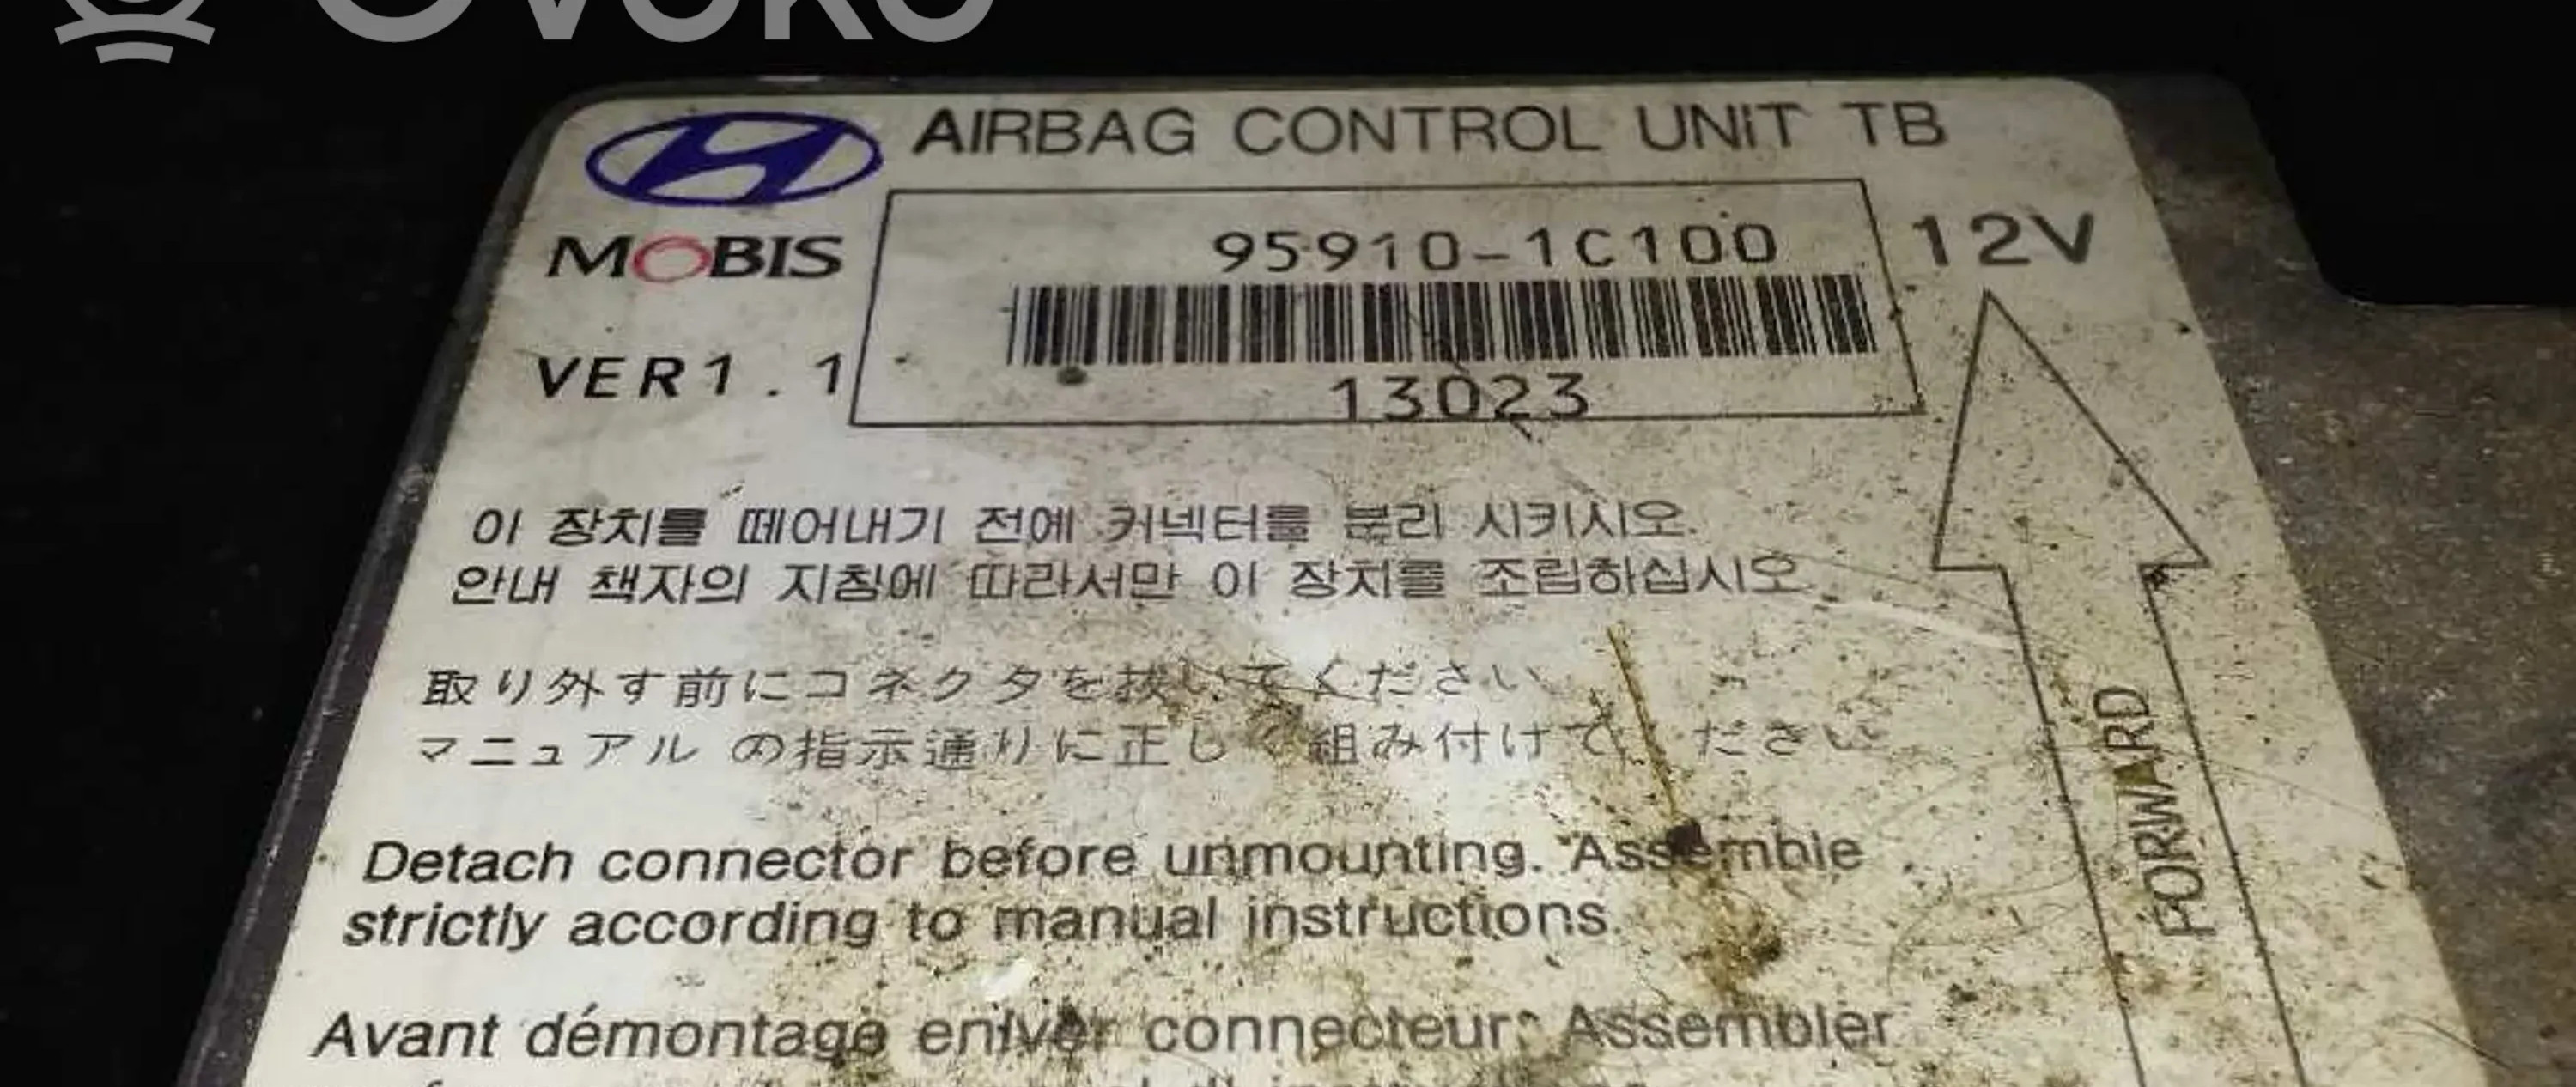 OVOKO
AIRBAG CONTROL UNIT TB
MOBIS
95910-1C100
12V
VER1.1
13023
이 장치를 떼어내기 전에 커넥터를 분리 시키시오.
안내 책자의 지침에 따라서만 이 장치를 조립하십시오
取り外す前にコネクタを抜いてください
マニュアルの指示通りに正しく組み付けて ださい
FORWARD
Detach connector before unmounting. Assemble
strictly according to manual instructions.
Avant démontage enlver connecteur. Assembler